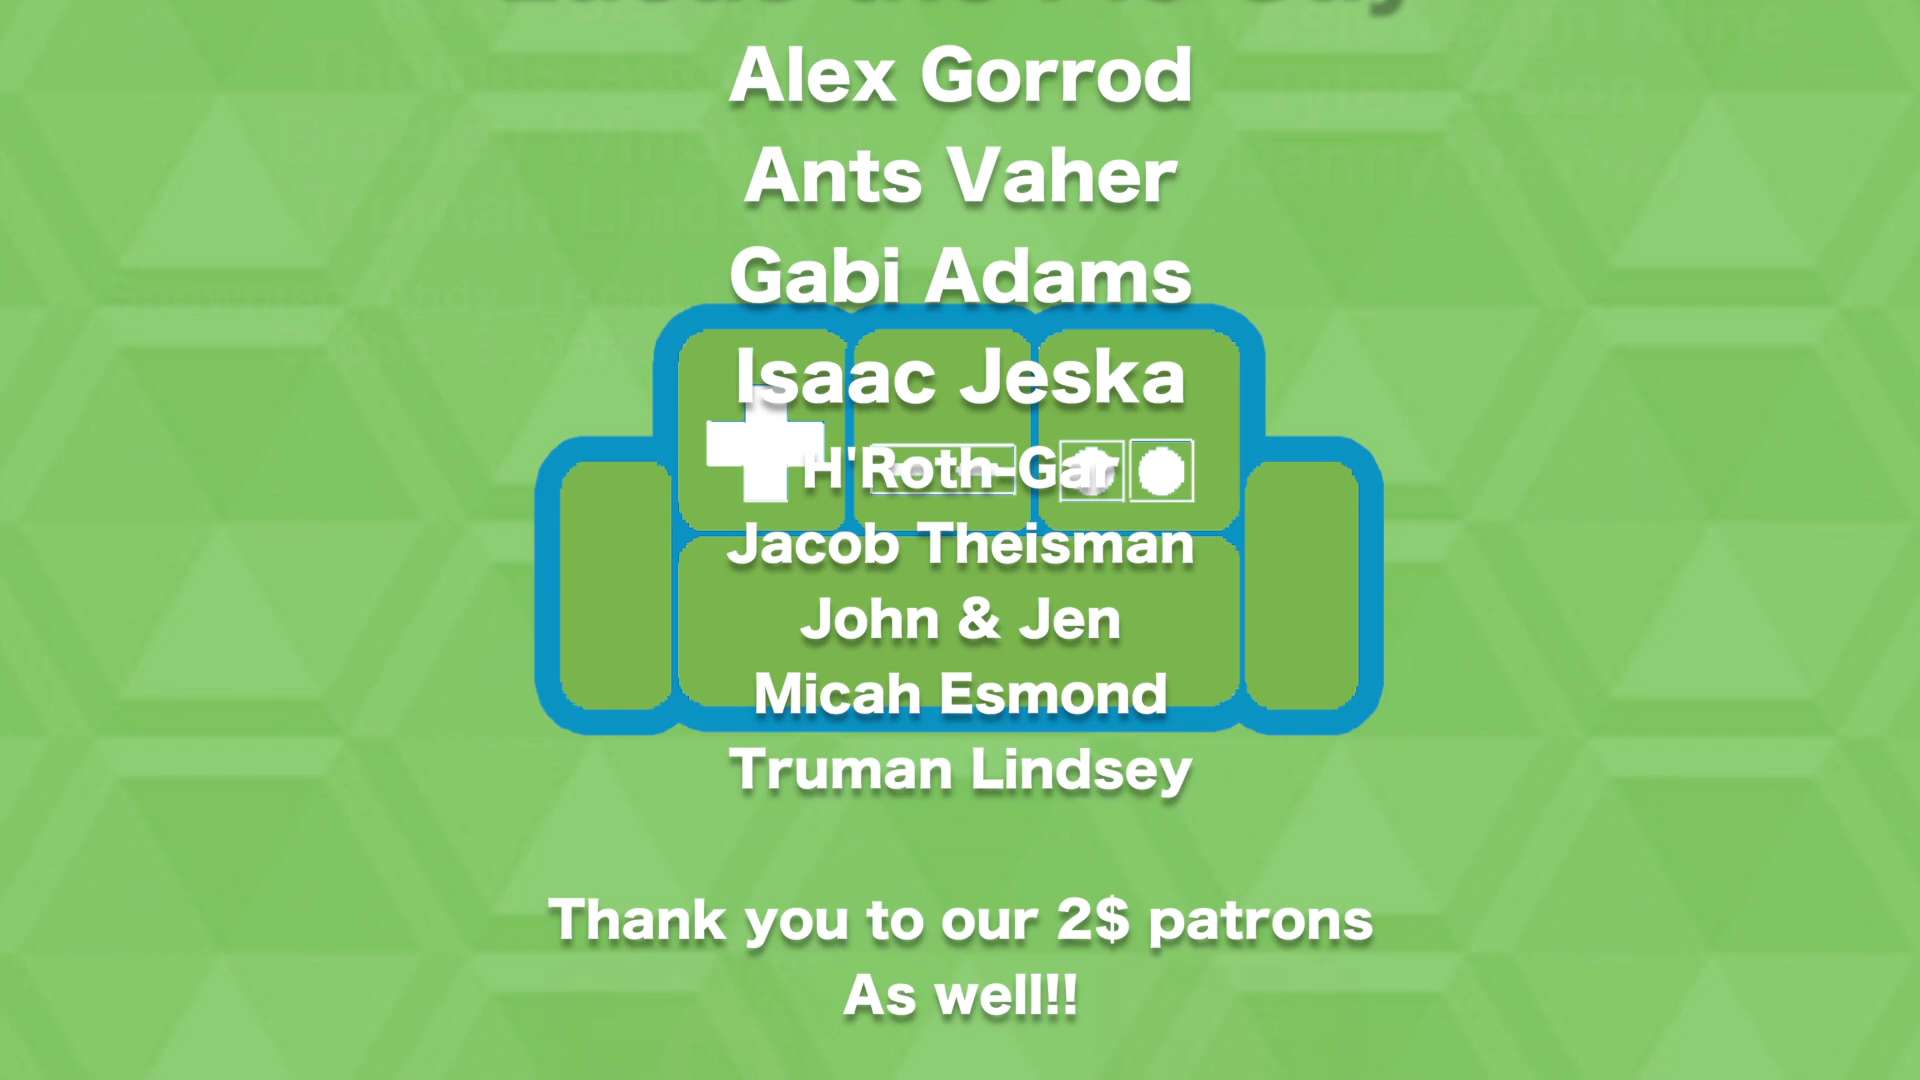 Alex Gorrod
Ants Vaher
Gabi Adams
Isaac Jeska
H'Roth-Gar
Jacob Theisman
John & Jen
Micah Esmond
Truman Lindsey
Thank you to our 2$ patrons
As well!!